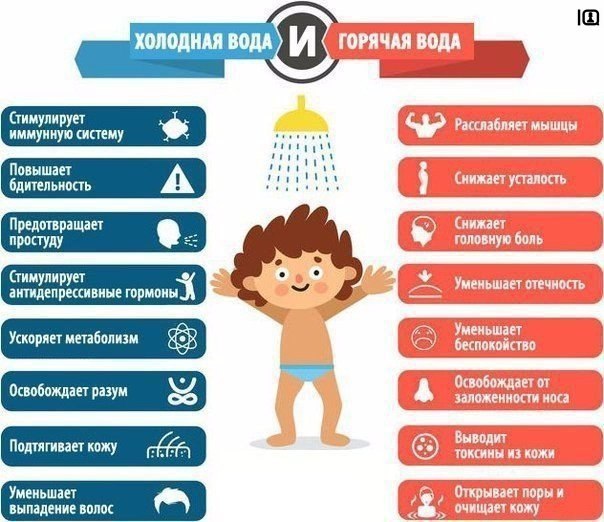 ХОЛОДНАЯ ВОДА И ГОРЯЧАЯ ВОДА
Стимулирует
иммунную систему
Повышает
бдительность
Предотвращает
простуду
Стимулирует
антидепрессивные гормоны
Ускоряет метаболизм
Освобождает разум
Подтягивает кожу
Уменьшает
выпадение волос
Расслабляет мышцы
Снижает усталость
Снижает
головную боль
Уменьшает отечность
Уменьшает
беспокойство
Освобождает от
заложенности носа
Выводит
токсины из кожи
Открывает поры и
очищает кожу